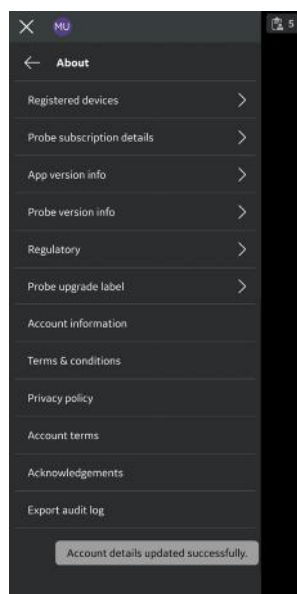 MU
5
About
Registered devices
Probe subscription details
App version info
Probe version info
Regulatory
Probe upgrade label
Account information
Terms & conditions
Privacy policy
Account terms
Acknowledgements
Export audit log
Account details updated successfully.